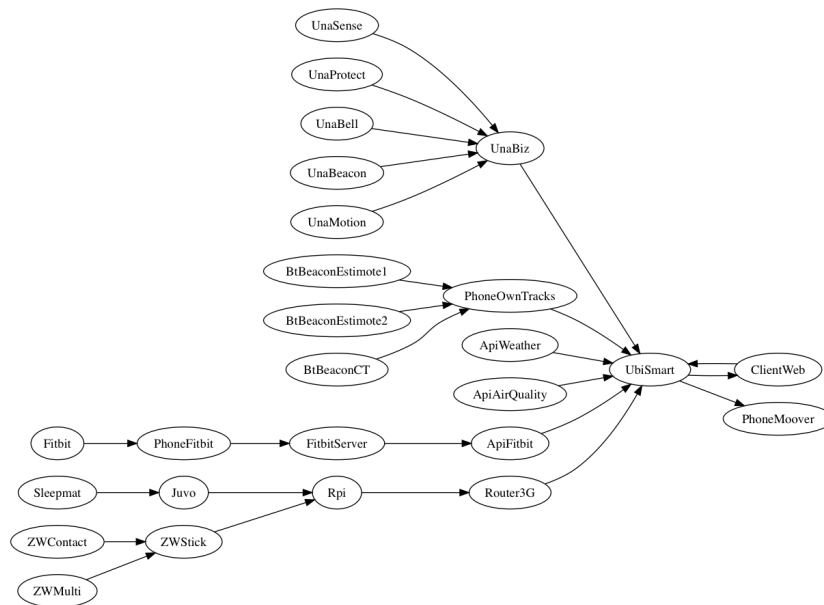 UnaSense
UnaProtect
UnaBell
UnaBiz
UnaBeacon
UnaMotion
BtBeaconEstimote1
PhoneOwnTracks
BtBeaconEstimote2
ApiWeather
BtBeaconCT
UbiSmart
ClientWeb
ApiAirQuality
PhoneMoover
Fitbit
PhoneFitbit
FitbitServer
ApiFitbit
Sleepmat
Juvo
Rpi
Router3G
ZWContact
ZWStick
ZWMulti